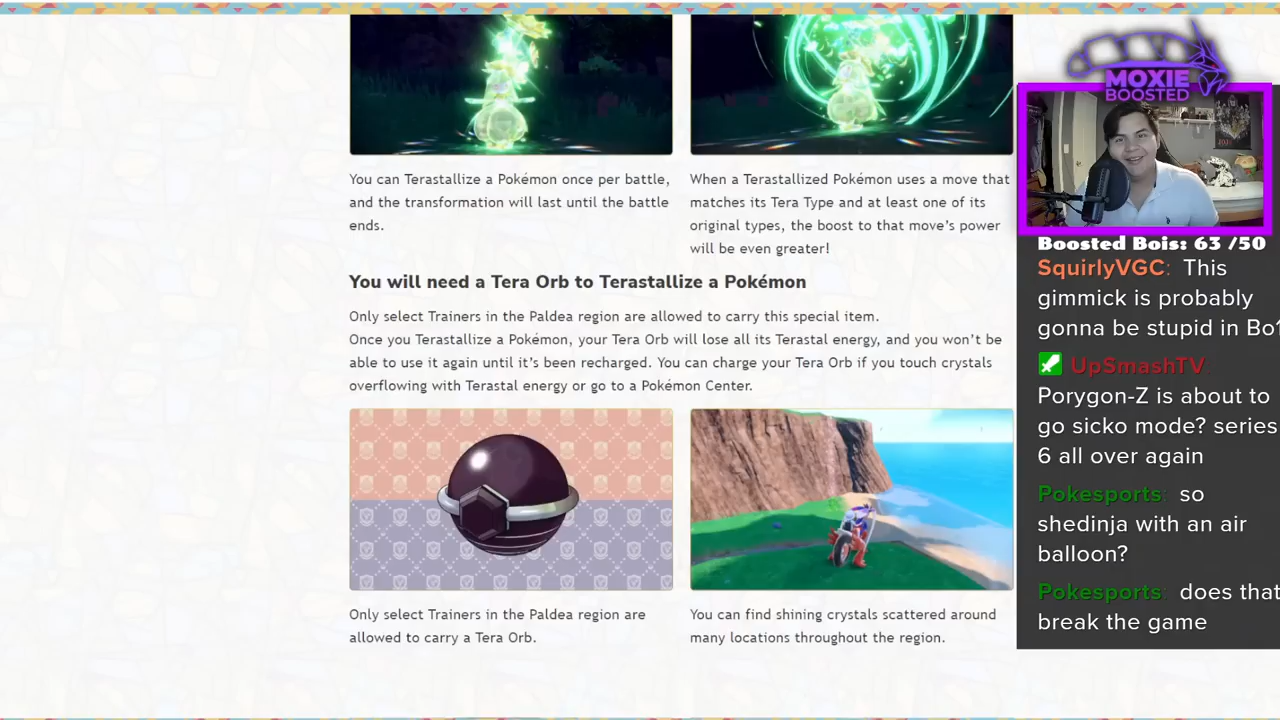 You can Terastallize a Pokémon once per battle,
and the transformation will last until the battle
ends.
When a Terastallized Pokémon uses a move that
matches its Tera Type and at least one of its
original types, the boost to that move's power
will be even greater!
You will need a Tera Orb to Terastallize a Pokémon
Only select Trainers in the Paldea region are allowed to carry this special item.
Once you Terastallize a Pokémon, your Tera Orb will lose all its Terastal energy, and you won't be
able to use it again until it's been recharged. You can charge your Tera Orb if you touch crystals
overflowing with Terastal energy or go to a Pokémon Center.
Only select Trainers in the Paldea region are
allowed to carry a Tera Orb.
You can find shining crystals scattered around
many locations throughout the region.
MOXIE
BOOSTED
Boosted Bois: 63 /50
SquirlyVGC: This
gimmick is probably
gonna be stupid in
UpSmashTV:
Porygon-Z is about to
go sicko mode? series
6 all over again
Pokesports: so
shedinja with an air
balloon?
Pokesports: does that
break the game